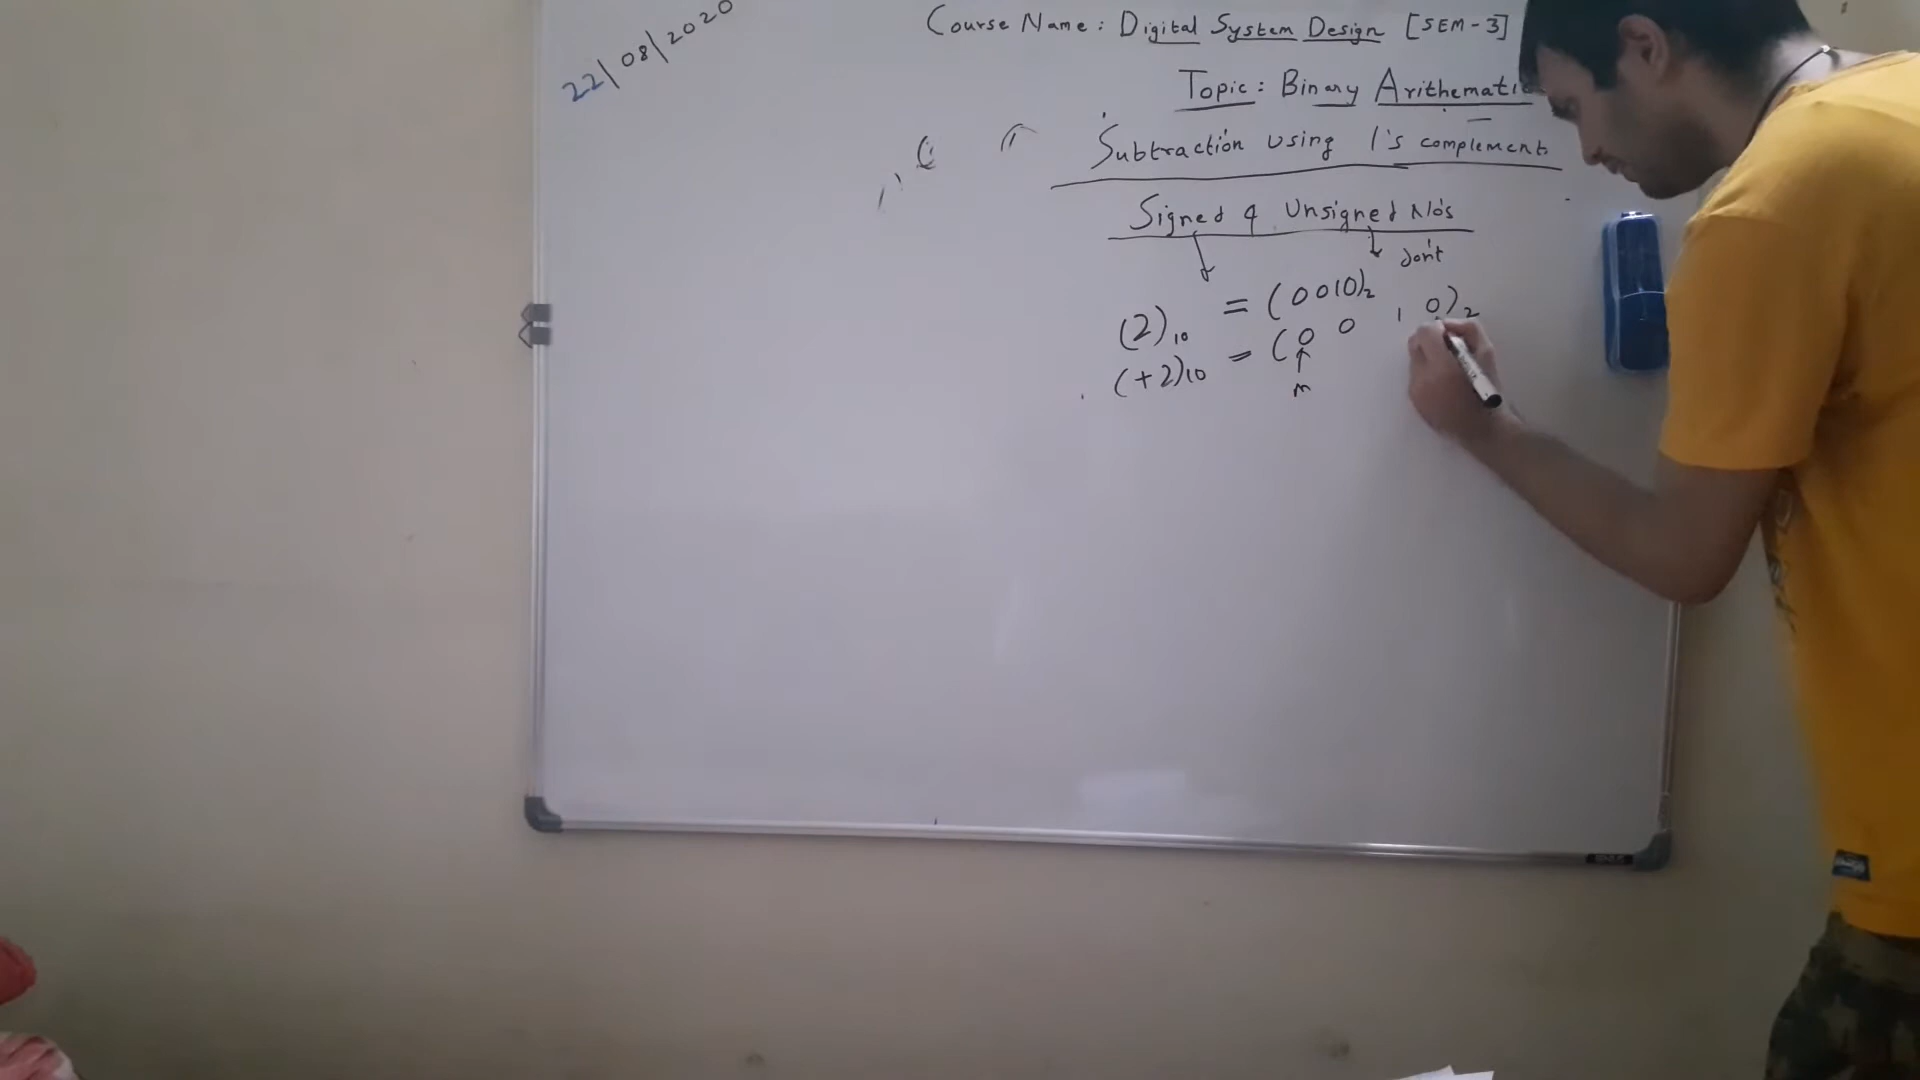 22/08/2020
Course Name: Digital System Design [SEM-3]
Topic: Binary Arithematic
Subtraction using 1's complement
Signed & Unsigned No's
don't
(2)10 = (0010)2
(+2)10 = (0 0 1 0)2
m